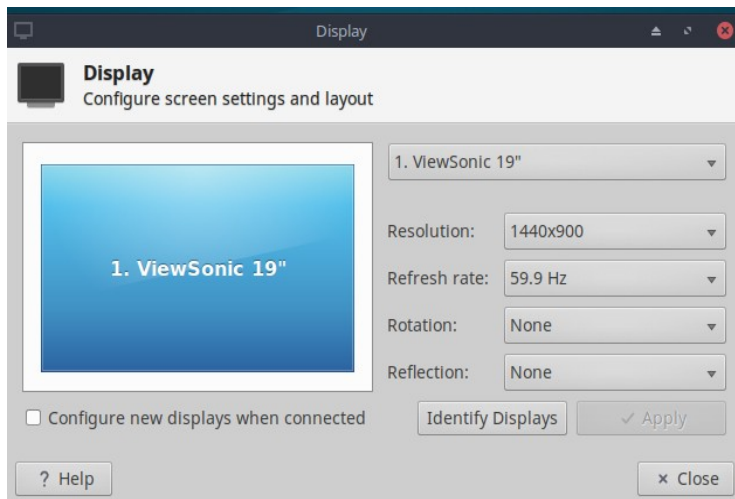 Display
Display
Configure screen settings and layout
1. ViewSonic 19"
1. ViewSonic 19"
Resolution: 1440x900
Refresh rate: 59.9 Hz
Rotation: None
Reflection: None
Configure new displays when connected
Identify Displays
✓ Apply
? Help
× Close